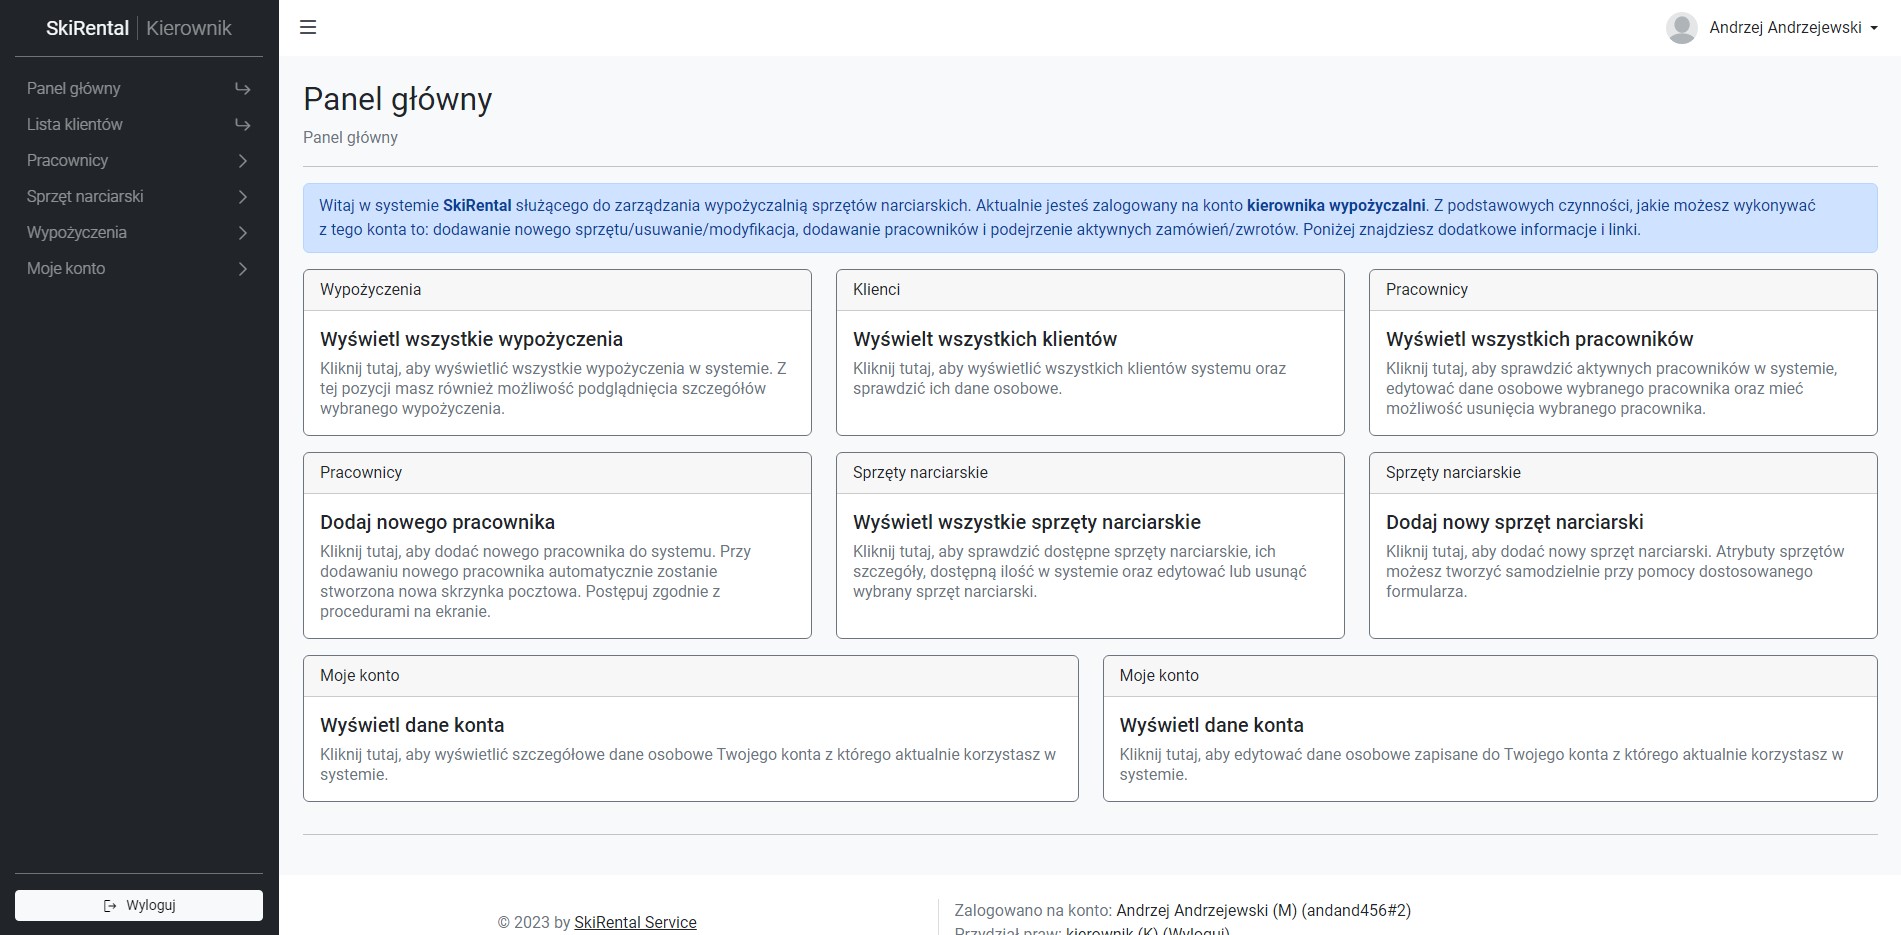 SkiRental | Kierownik
Panel główny
Lista klientów
Pracownicy
Sprzęt narciarski
Wypożyczenia
Moje konto
Wyloguj
Andrzej Andrzejewski
Panel główny
Panel główny
Witaj w systemie SkiRental służącego do zarządzania wypożyczalnią sprzętów narciarskich. Aktualnie jesteś zalogowany na konto kierownika wypożyczalni. Z podstawowych czynności, jakie możesz wykonywać
z tego konta to: dodawanie nowego sprzętu/usuwanie/modyfikacja, dodawanie pracowników i podejrzenie aktywnych zamówień/zwrotów. Poniżej znajdziesz dodatkowe informacje i linki.
Wypożyczenia
Wyświetl wszystkie wypożyczenia
Kliknij tutaj, aby wyświetlić wszystkie wypożyczenia w systemie. Z
tej pozycji masz również możliwość podglądnięcia szczegółów
wybranego wypożyczenia.
Klienci
Wyświelt wszystkich klientów
Kliknij tutaj, aby wyświetlić wszystkich klientów systemu oraz
sprawdzić ich dane osobowe.
Pracownicy
Wyświetl wszystkich pracowników
Kliknij tutaj, aby sprawdzić aktywnych pracowników w systemie,
edytować dane osobowe wybranego pracownika oraz mieć
możliwość usunięcia wybranego pracownika.
Pracownicy
Dodaj nowego pracownika
Kliknij tutaj, aby dodać nowego pracownika do systemu. Przy
dodawaniu nowego pracownika automatycznie zostanie
stworzona nowa skrzynka pocztowa. Postępuj zgodnie z
procedurami na ekranie.
Sprzęty narciarskie
Wyświetl wszystkie sprzęty narciarskie
Kliknij tutaj, aby sprawdzić dostępne sprzęty narciarskie, ich
szczegóły, dostępną ilość w systemie oraz edytować lub usunąć
wybrany sprzęt narciarski.
Sprzęty narciarskie
Dodaj nowy sprzęt narciarski
Kliknij tutaj, aby dodać nowy sprzęt narciarski. Atrybuty sprzętów
możesz tworzyć samodzielnie przy pomocy dostosowanego
formularza.
Moje konto
Wyświetl dane konta
Kliknij tutaj, aby wyświetlić szczegółowe dane osobowe Twojego konta z którego aktualnie korzystasz w
systemie.
Moje konto
Wyświetl dane konta
Kliknij tutaj, aby edytować dane osobowe zapisane do Twojego konta z którego aktualnie korzystasz w
systemie.
© 2023 by SkiRental Service
Zalogowano na konto: Andrzej Andrzejewski (M) (andand456#2)
Przydział praw: kierownik (K) (Wyloguj)